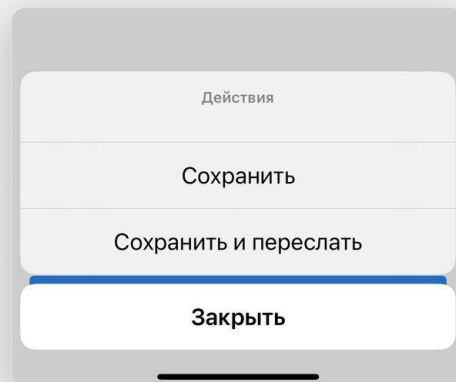 Действия
Сохранить
Сохранить и переслать
Закрыть